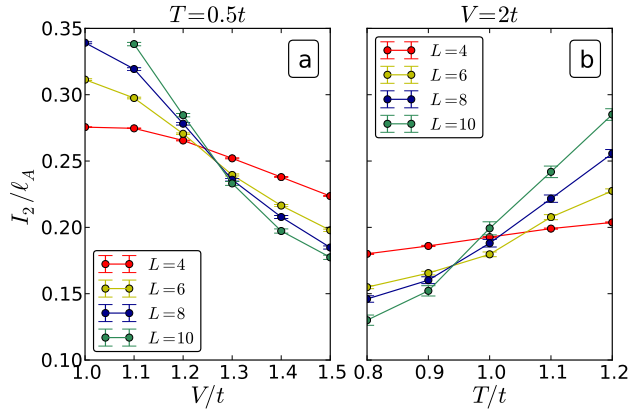 T=0.5t
V=2t
I₂/ℓ_A
0.35
0.30
0.25
0.20
0.15
0.10
a
L=4
L=6
L=8
L=10
1.0 1.1 1.2 1.3 1.4 1.5
V/t
b
L=4
L=6
L=8
L=10
0.8 0.9 1.0 1.1 1.2
T/t